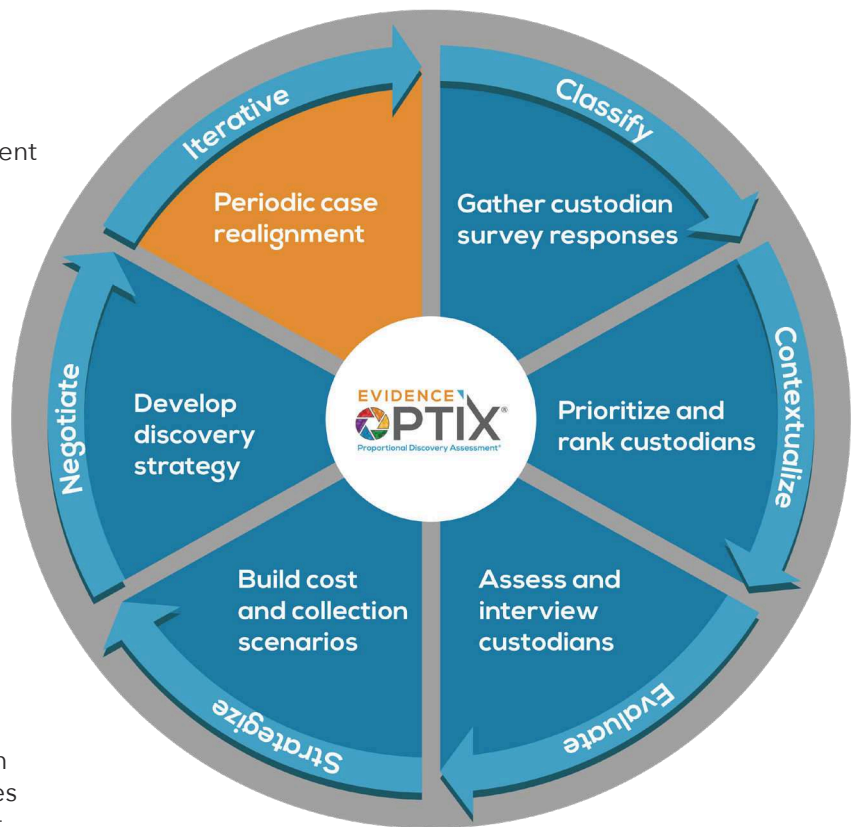 ent
Iterative
Periodic case
realignment
Classify
Gather custodian
survey responses
Contextualize
Prioritize and
rank custodians
Evaluate
Assess and
interview
custodians
Strategize
Build cost
and collection
scenarios
Negotiate
Develop
discovery
strategy
EVIDENCE
OPTIX®
Proportional Discovery Assessment®
es